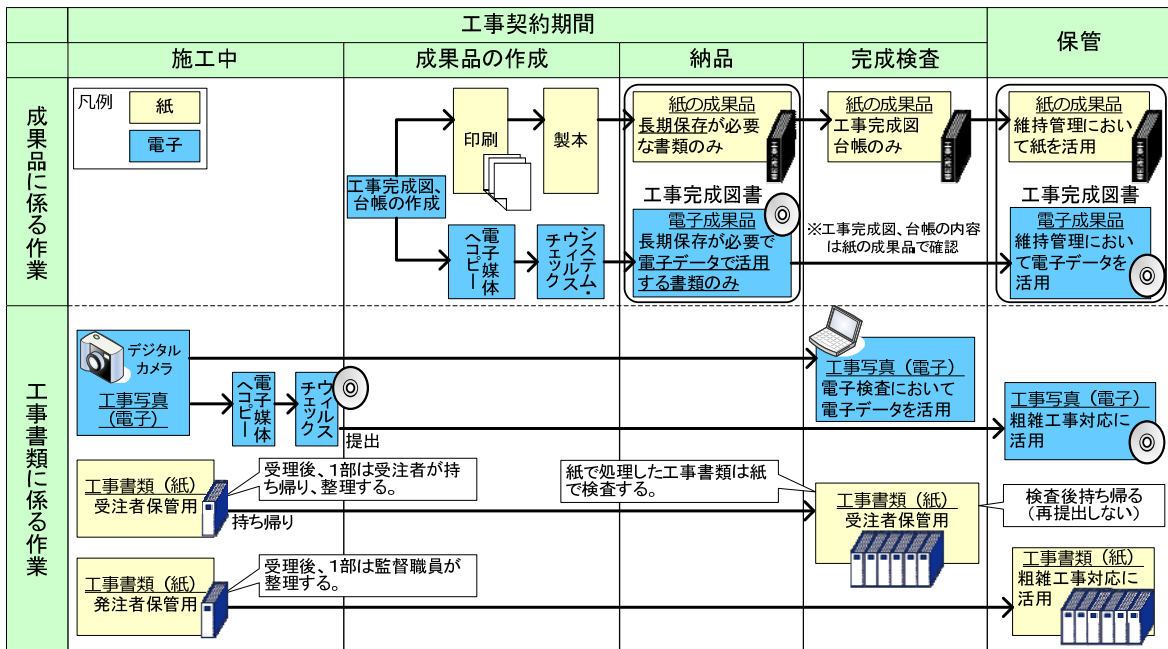 工事契約期間
保管
施工中
成果品の作成
納品
完成検査
成果品に係る作業
凡例
紙
電子
工事完成図、
台帳の作成
印刷
製本
電子媒体
へコピー
システム・
ウィルス
チェック
紙の成果品
長期保存が必要
な書類のみ
工事完成図書
電子成果品
長期保存が必要で
電子データで活用
する書類のみ
紙の成果品
工事完成図
台帳のみ
※工事完成図、台帳の内容
は紙の成果品で確認
紙の成果品
維持管理におい
て紙を活用
工事完成図書
電子成果品
維持管理におい
て電子データを
活用
工事書類に係る作業
デジタル
カメラ
工事写真
(電子)
電子媒体
へコピー
ウィルス
チェック
提出
工事写真(電子)
電子検査において
電子データを活用
工事写真(電子)
粗雑工事対応に
活用
工事書類(紙)
受注者保管用
受理後、1部は受注者が持
ち帰り、整理する。
持ち帰り
紙で処理した工事書類は紙
で検査する。
工事書類(紙)
受注者保管用
検査後持ち帰る
(再提出しない)
工事書類(紙)
発注者保管用
受理後、1部は監督職員が
整理する。
工事書類(紙)
粗雑工事対応に
活用